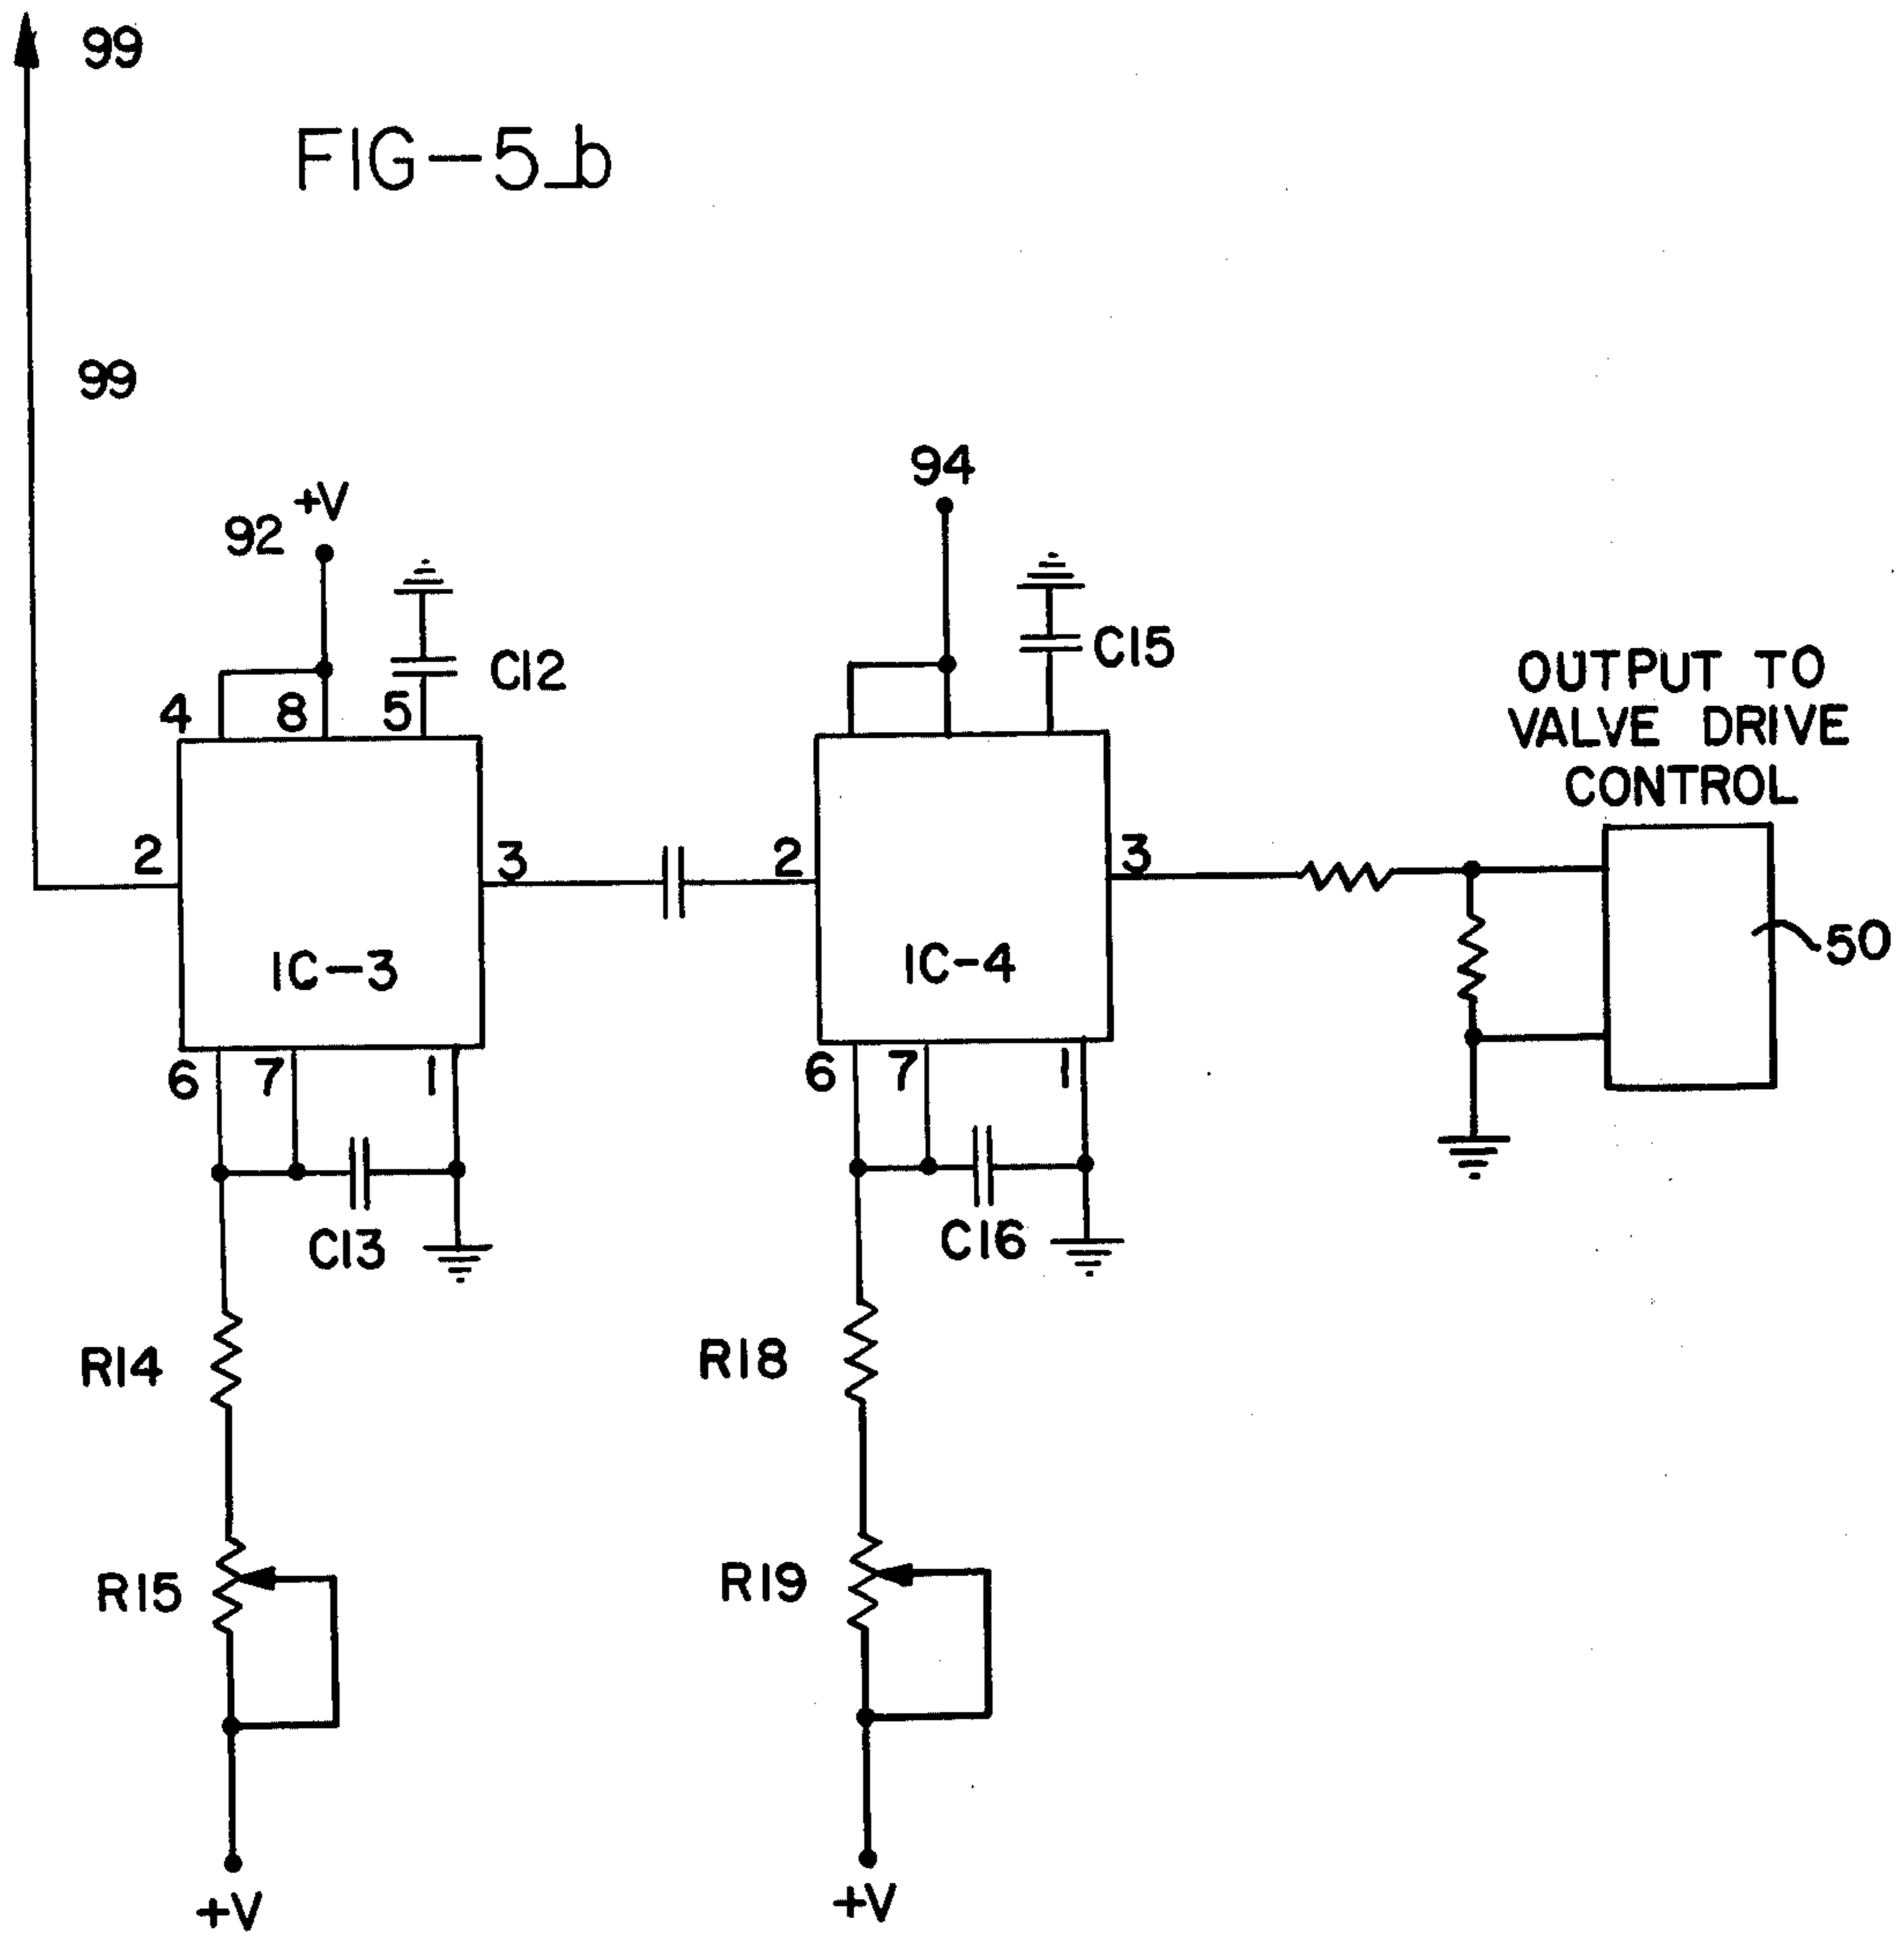 99
FIG-5b
99
+V
92
94
C12
C15
4
8
5
OUTPUT TO
VALVE DRIVE
CONTROL
2
3
2
3
IC-3
IC-4
50
6
7
1
6
7
1
C13
C16
R14
R18
R15
R19
+V
+V